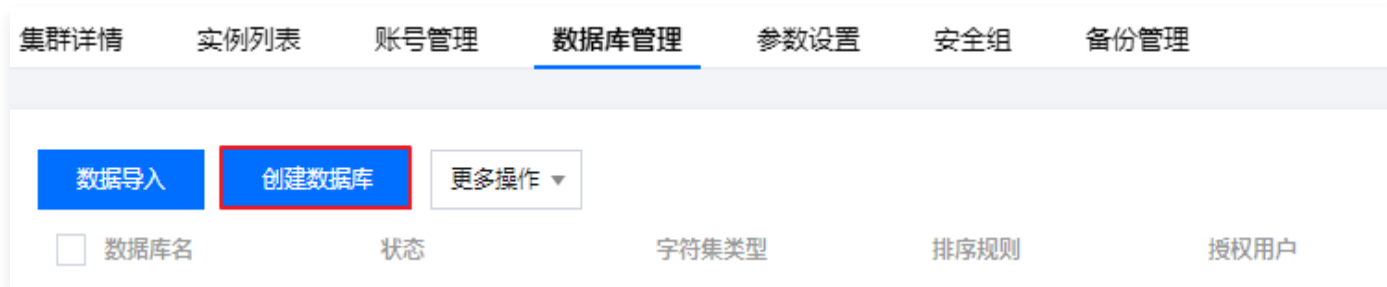 集群详情 实例列表 账号管理 数据库管理 参数设置 安全组 备份管理
数据导入 创建数据库 更多操作
数据库名 状态 字符集类型 排序规则 授权用户